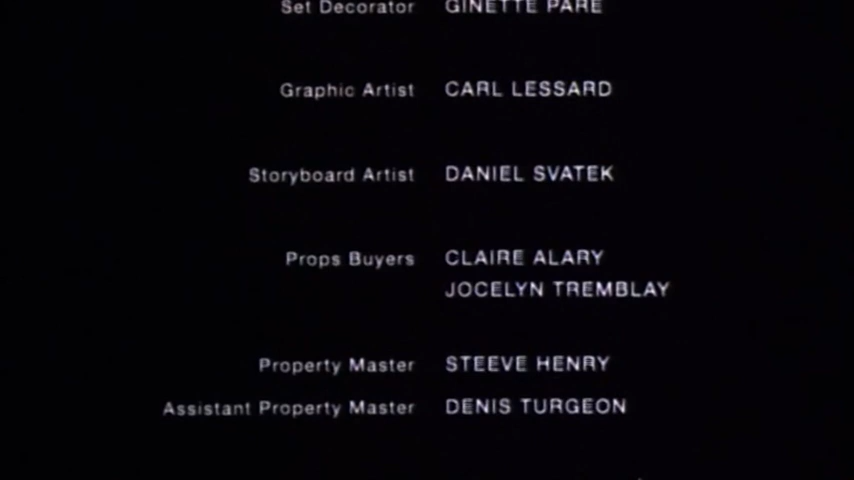 Set Decorator GINETTE PARE
Graphic Artist CARL LESSARD
Storyboard Artist DANIEL SVATEK
Props Buyers CLAIRE ALARY
JOCELYN TREMBLAY
Property Master STEEVE HENRY
Assistant Property Master DENIS TURGEON